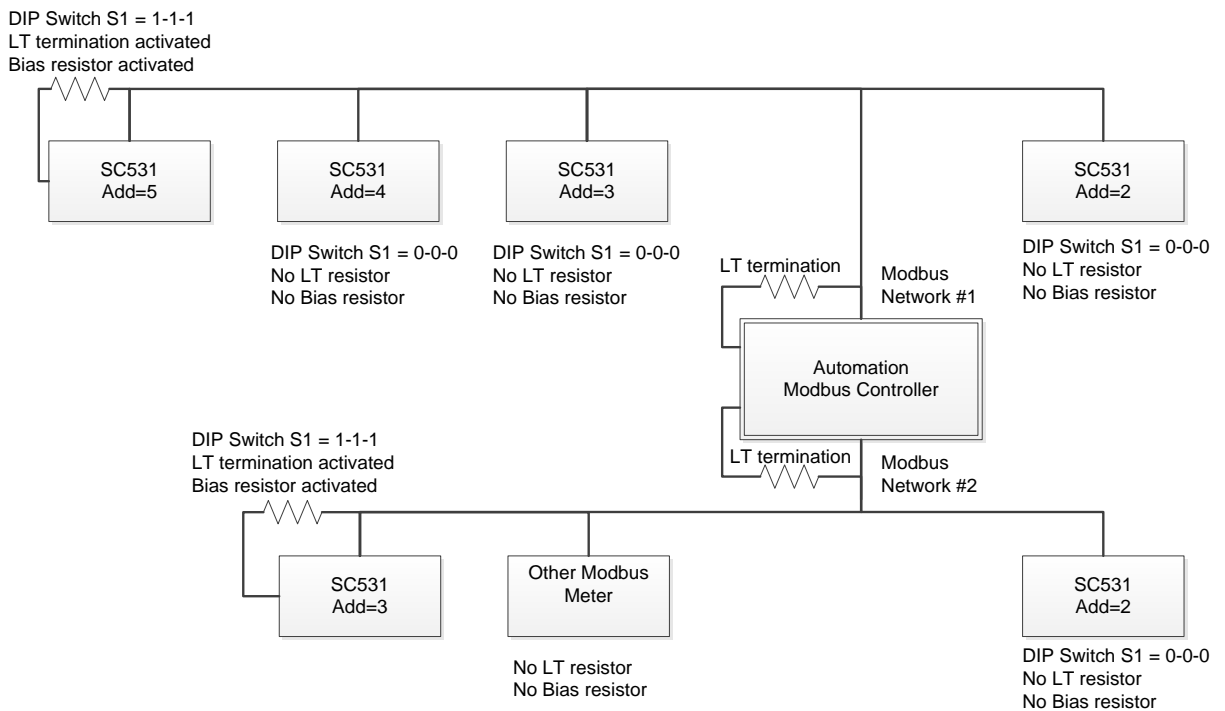 DIP Switch S1 = 1-1-1
LT termination activated
Bias resistor activated
SC531
Add=5
SC531
Add=4
SC531
Add=3
SC531
Add=2
DIP Switch S1 = 0-0-0
No LT resistor
No Bias resistor
DIP Switch S1 = 0-0-0
No LT resistor
No Bias resistor
DIP Switch S1 = 0-0-0
No LT resistor
No Bias resistor
LT termination
Modbus
Network #1
Automation
Modbus Controller
LT termination
Modbus
Network #2
DIP Switch S1 = 1-1-1
LT termination activated
Bias resistor activated
SC531
Add=3
Other Modbus
Meter
SC531
Add=2
No LT resistor
No Bias resistor
DIP Switch S1 = 0-0-0
No LT resistor
No Bias resistor